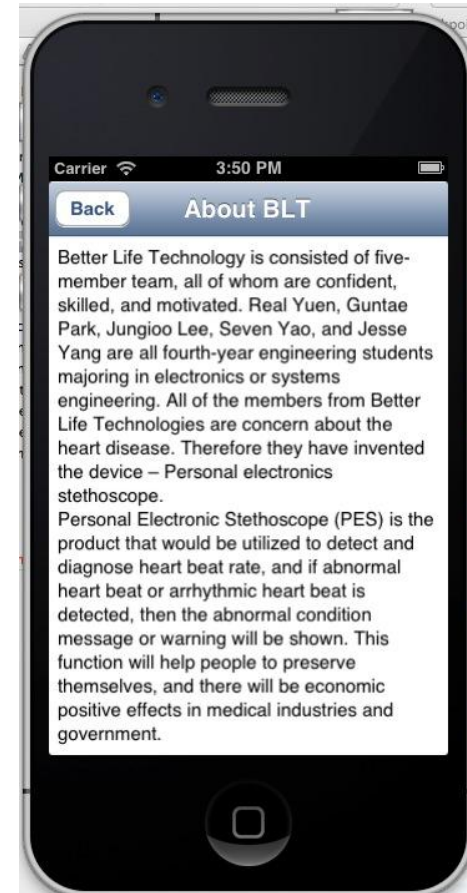 Carrier 3:50 PM
Back About BLT
Better Life Technology is consisted of five-
member team, all of whom are confident,
skilled, and motivated. Real Yuen, Guntae
Park, Jungioo Lee, Seven Yao, and Jesse
Yang are all fourth-year engineering students
majoring in electronics or systems
engineering. All of the members from Better
Life Technologies are concern about the
heart disease. Therefore they have invented
the device – Personal electronics
stethoscope.
Personal Electronic Stethoscope (PES) is the
product that would be utilized to detect and
diagnose heart beat rate, and if abnormal
heart beat or arrhythmic heart beat is
detected, then the abnormal condition
message or warning will be shown. This
function will help people to preserve
themselves, and there will be economic
positive effects in medical industries and
government.